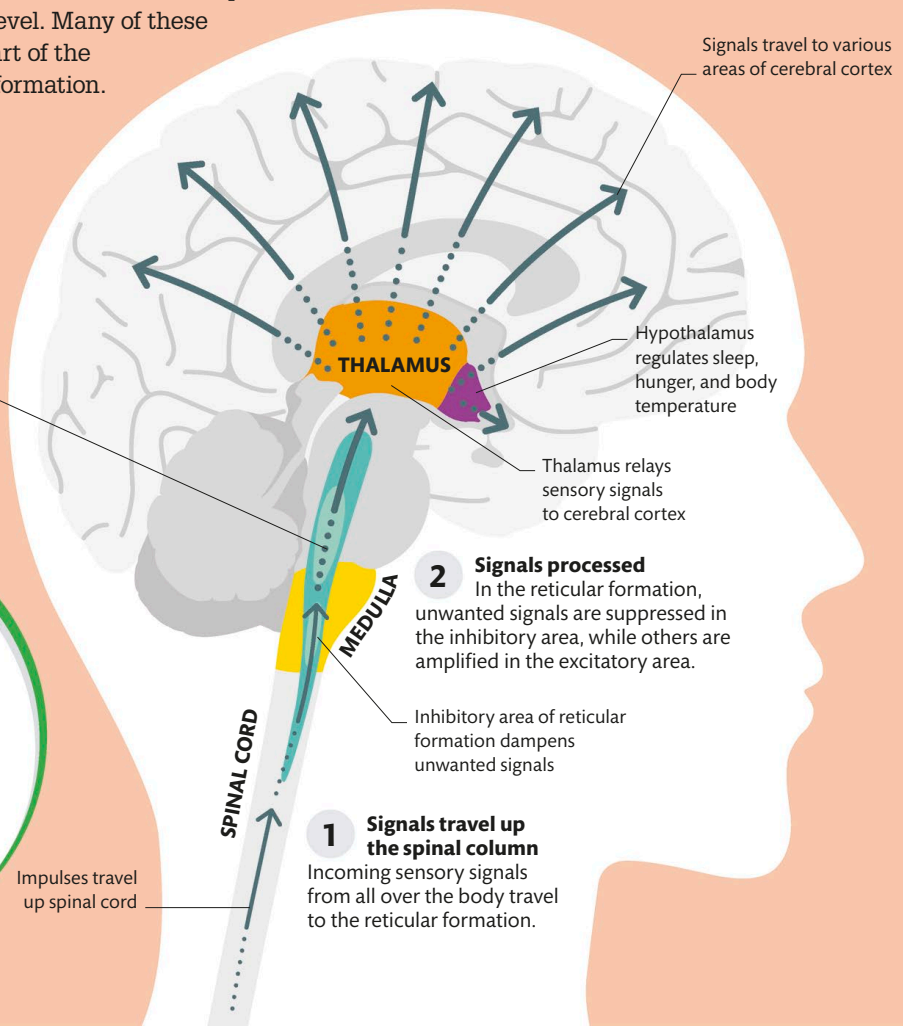 evel. Many of these
art of the
formation.
Signals travel to various
areas of cerebral cortex
THALAMUS
Hypothalamus
regulates sleep,
hunger, and body
temperature
Thalamus relays
sensory signals
to cerebral cortex
2 Signals processed
In the reticular formation,
unwanted signals are suppressed in
the inhibitory area, while others are
amplified in the excitatory area.
MEDULLA
Inhibitory area of reticular
formation dampens
unwanted signals
SPINAL CORD
1 Signals travel up
the spinal column
Incoming sensory signals
from all over the body travel
to the reticular formation.
Impulses travel
up spinal cord